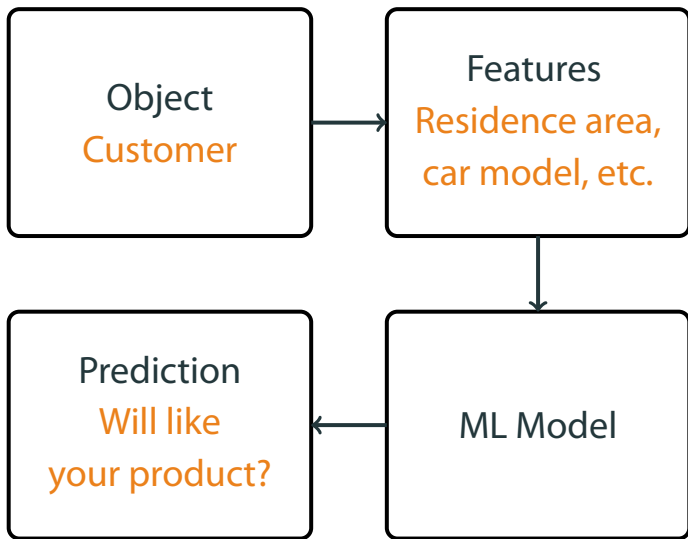 Object
Customer
Features
Residence area,
car model, etc.
Prediction
Will like
your product?
ML Model